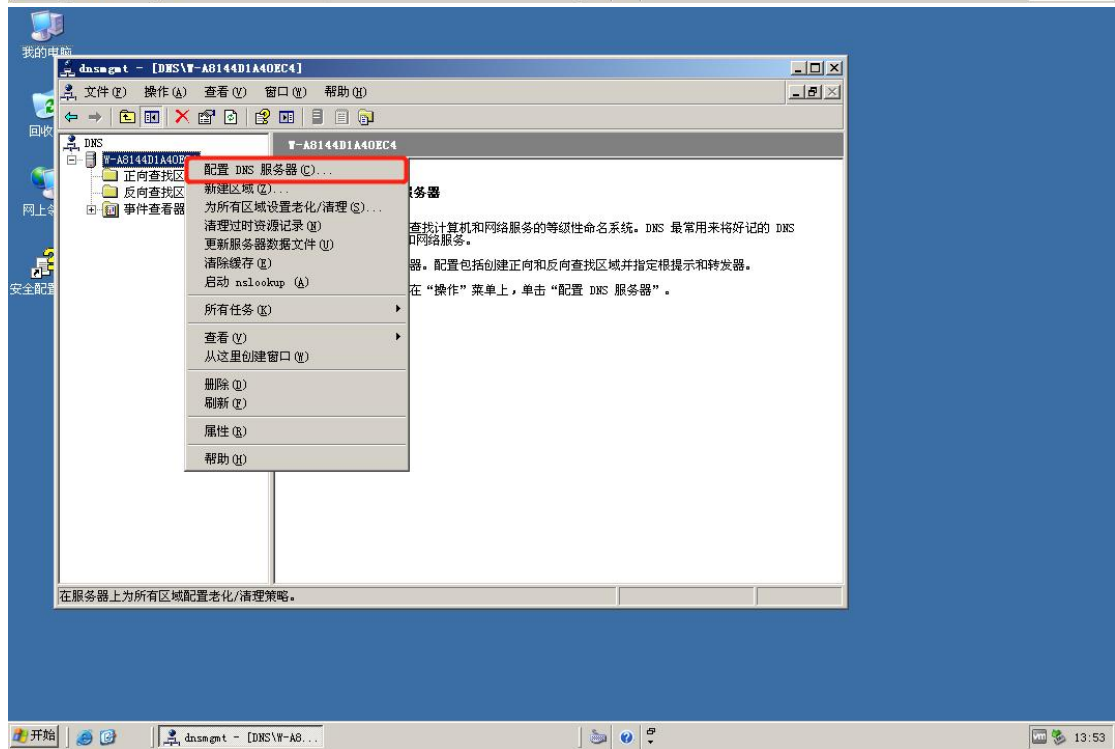 我的电脑
dnsmgmt - [DNS\W-A8144D1A40EC4]
文件(F) 操作(A) 查看(V) 窗口(W) 帮助(H)
回收
DNS
W-A8144D1A40EC4
W-A8144D1A40EC4
正向查找区
反向查找区
事件查看器
网上邻
安全配置
配置 DNS 服务器(C)...
新建区域(Z)...
为所有区域设置老化/清理(S)...
清理过时资源记录(N)
更新服务器数据文件(U)
清除缓存(E)
启动 nslookup (A)
所有任务(K)
查看(V)
从这里创建窗口(W)
删除(D)
刷新(F)
属性(R)
帮助(H)
务器
查找计算机和网络服务的等级性命名系统。DNS 最常用来将好记的 DNS
和网络服务。
器。配置包括创建正向和反向查找区域并指定根提示和转发器。
在“操作”菜单上，单击“配置 DNS 服务器”。
在服务器上为所有区域配置老化/清理策略。
开始
dnsmgmt - [DNS\W-A8...
13:53